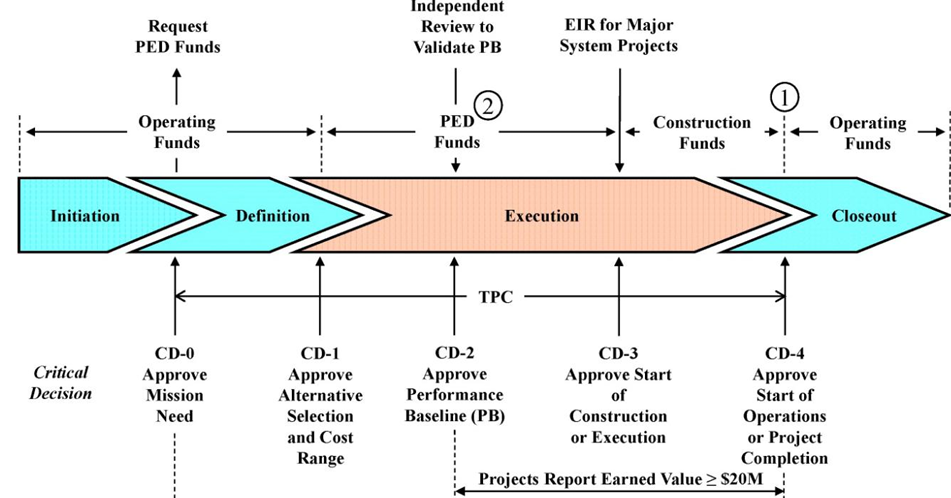 Request
PED Funds
Independent
Review to
Validate PB
EIR for Major
System Projects
Operating
Funds
PED
Funds
2
Construction
Funds
1
Operating
Funds
Initiation
Definition
Execution
Closeout
TPC
Critical
Decision
CD-0
Approve
Mission
Need
CD-1
Approve
Alternative
Selection
and Cost
Range
CD-2
Approve
Performance
Baseline (PB)
CD-3
Approve Start
of
Construction
or Execution
CD-4
Approve
Start of
Operations
or Project
Completion
Projects Report Earned Value ≥ $20M